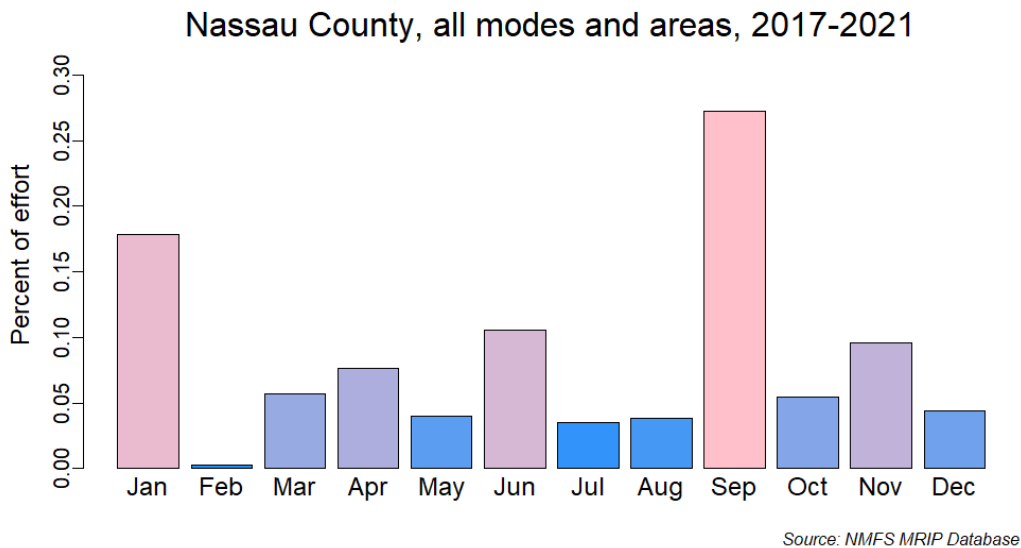 Nassau County, all modes and areas, 2017-2021
Percent of effort
0.30
0.25
0.20
0.15
0.10
0.05
0.00
Jan Feb Mar Apr May Jun Jul Aug Sep Oct Nov Dec
Source: NMFS MRIP Database